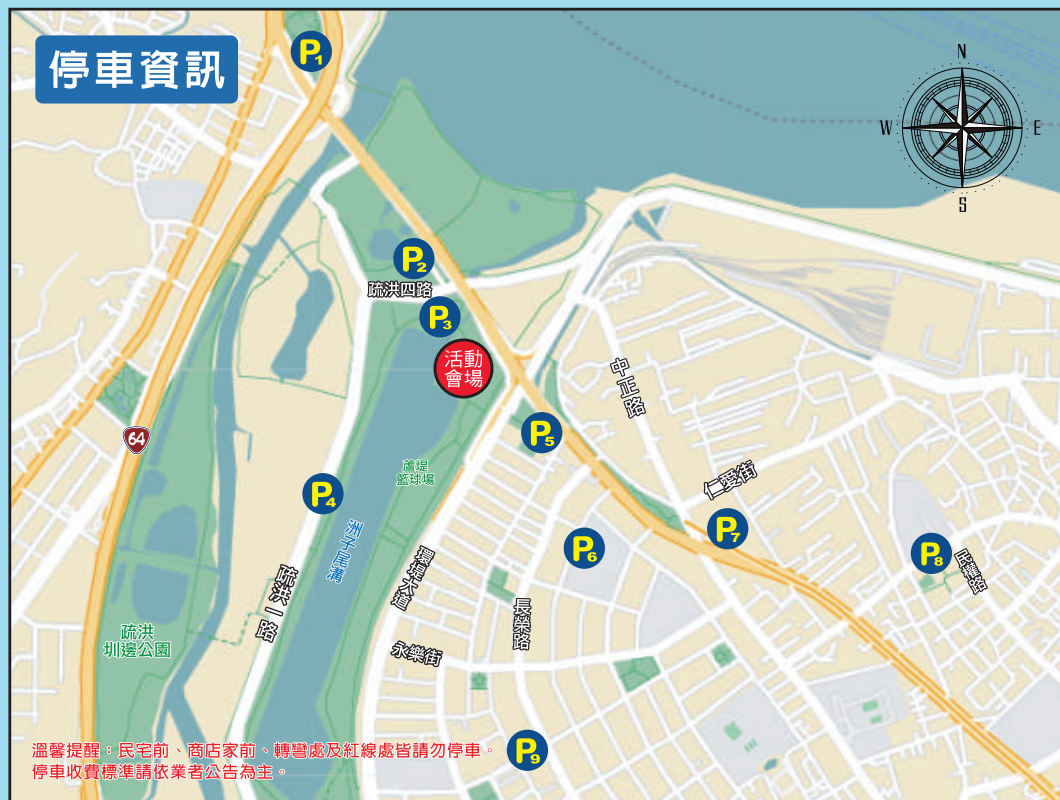 停車資訊
P1
N
W
E
S
P2
疏洪四路
P3
活動
會場
中正路
64
P5
蘆堤
籃球場
仁愛街
P4
P7
洲子尾溝
P6
P8
環堤大道
民權路
疏洪一路
長榮路
疏洪
圳邊公園
永樂街
P9
溫馨提醒：民宅前、商店家前、轉彎處及紅線處皆請勿停車。
停車收費標準請依業者公告為主。